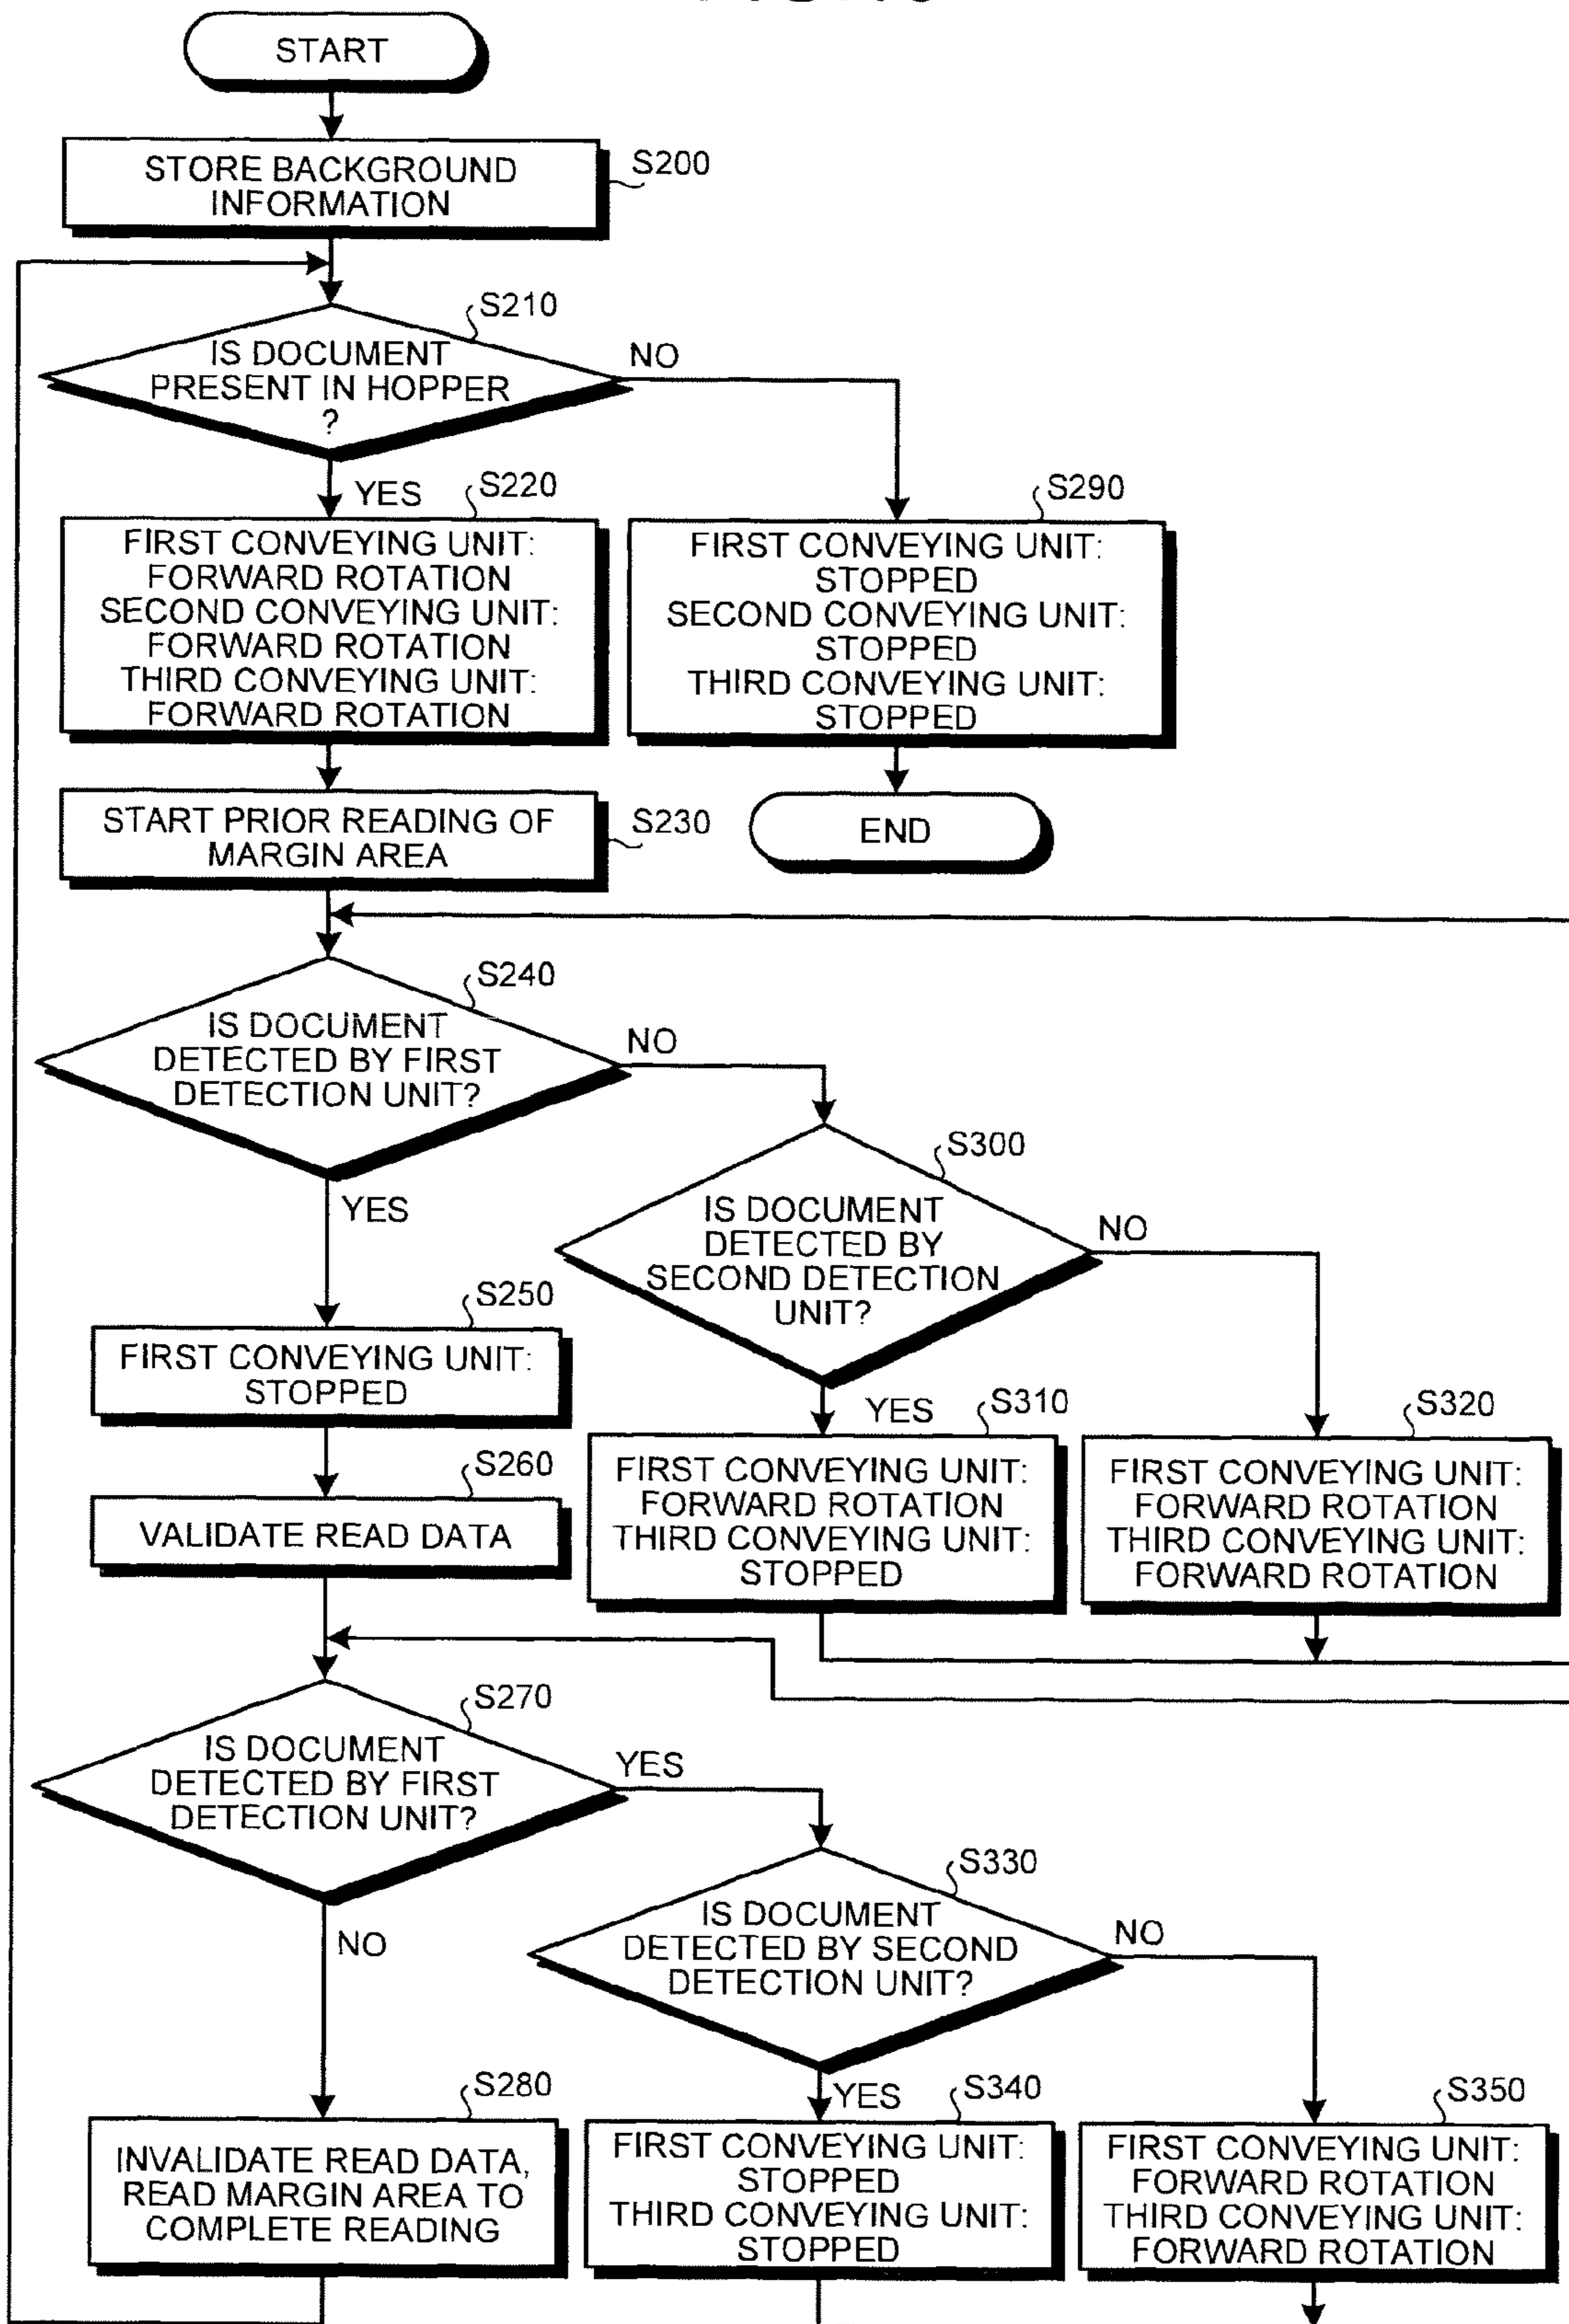 START
STORE BACKGROUND
INFORMATION
S200
S210
IS DOCUMENT
PRESENT IN HOPPER
?
NO
YES
S220
FIRST CONVEYING UNIT:
FORWARD ROTATION
SECOND CONVEYING UNIT:
FORWARD ROTATION
THIRD CONVEYING UNIT:
FORWARD ROTATION
S290
FIRST CONVEYING UNIT:
STOPPED
SECOND CONVEYING UNIT:
STOPPED
THIRD CONVEYING UNIT:
STOPPED
START PRIOR READING OF
MARGIN AREA
S230
END
S240
IS DOCUMENT
DETECTED BY FIRST
DETECTION UNIT?
NO
YES
S300
IS DOCUMENT
DETECTED BY
SECOND DETECTION
UNIT?
NO
YES
S250
FIRST CONVEYING UNIT:
STOPPED
S260
VALIDATE READ DATA
S310
FIRST CONVEYING UNIT:
FORWARD ROTATION
THIRD CONVEYING UNIT:
STOPPED
S320
FIRST CONVEYING UNIT:
FORWARD ROTATION
THIRD CONVEYING UNIT:
FORWARD ROTATION
S270
IS DOCUMENT
DETECTED BY FIRST
DETECTION UNIT?
YES
NO
S330
IS DOCUMENT
DETECTED BY SECOND
DETECTION UNIT?
NO
YES
S280
INVALIDATE READ DATA,
READ MARGIN AREA TO
COMPLETE READING
S340
FIRST CONVEYING UNIT:
STOPPED
THIRD CONVEYING UNIT:
STOPPED
S350
FIRST CONVEYING UNIT:
FORWARD ROTATION
THIRD CONVEYING UNIT:
FORWARD ROTATION